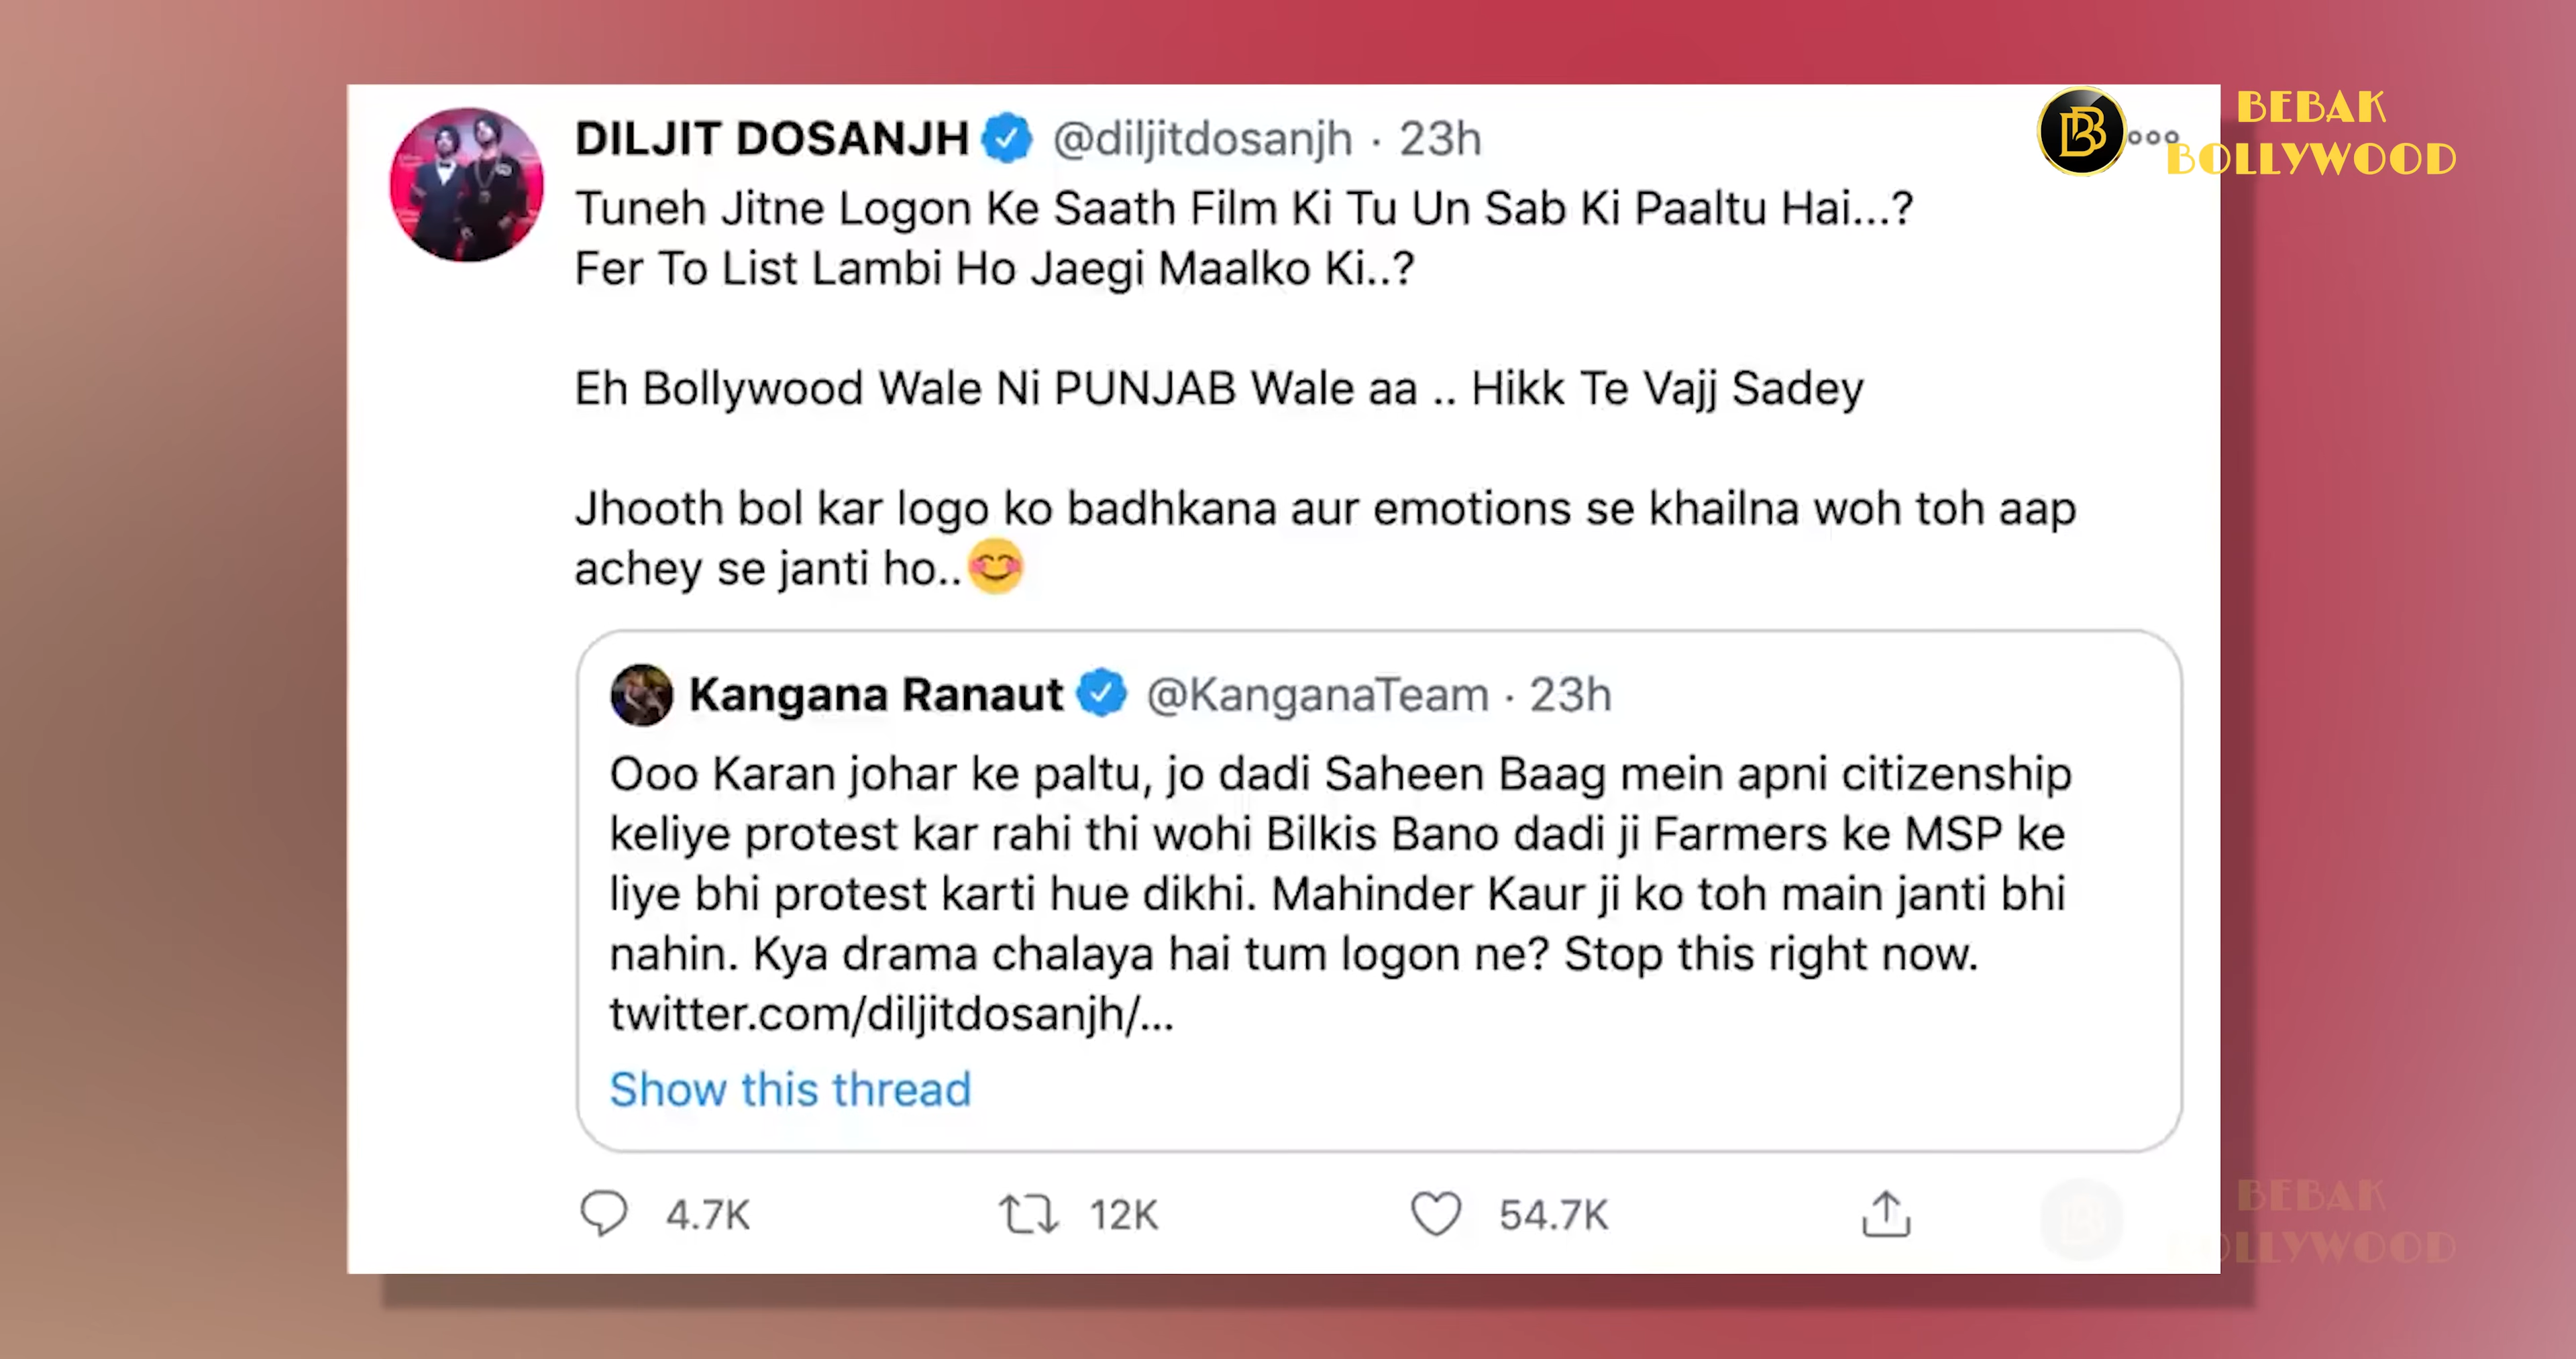 DILJIT DOSANJH @diljitdosanjh · 23h
BEBAK
BOLLYWOOD
Tuneh Jitne Logon Ke Saath Film Ki Tu Un Sab Ki Paaltu Hai...?
Fer To List Lambi Ho Jaegi Maalko Ki..?
Eh Bollywood Wale Ni PUNJAB Wale aa .. Hikk Te Vajj Sadey
Jhooth bol kar logo ko badhkana aur emotions se khailna woh toh aap
achey se janti ho..😊
Kangana Ranaut @KanganaTeam · 23h
Ooo Karan johar ke paltu, jo dadi Saheen Baag mein apni citizenship
keliye protest kar rahi thi wohi Bilkis Bano dadi ji Farmers ke MSP ke
liye bhi protest karti hue dikhi. Mahinder Kaur ji ko toh main janti bhi
nahin. Kya drama chalaya hai tum logon ne? Stop this right now.
twitter.com/diljitdosanjh/...
Show this thread
4.7K 12K 54.7K
BEBAK
BOLLYWOOD